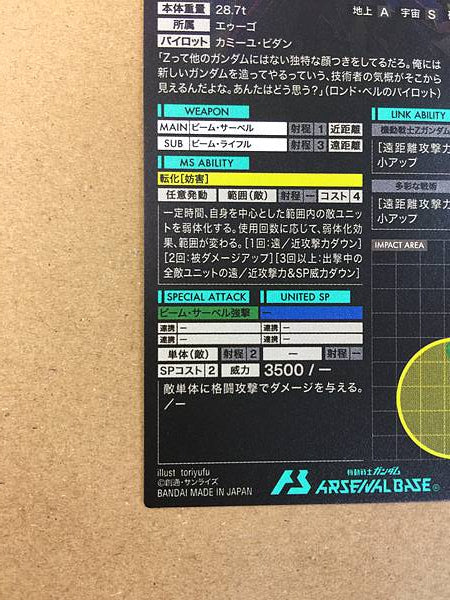 本体重量 28.7t 地上 A 宇宙 S
所属 エゥーゴ
パイロット カミーユ・ビダン
「Zって他のガンダムにはない独特な顔つきをしてるだろ。俺には
新しいガンダムを造ってやるっていう、技術者の気概がそこから
見えるんだよな。あんたはどう思う?」(ロンド・ベルのパイロット)
WEAPON
MAIN ビーム・サーベル 射程 1 近距離
SUB ビーム・ライフル 射程 3 遠距離
MS ABILITY
転化[妨害]
任意発動 範囲(敵) 射程 ー コスト 4
一定時間、自身を中心とした範囲内の敵ユニッ
トを弱体化する。使用回数に応じて、弱体化効
果、範囲が変わる。[1回:遠/近攻撃力ダウン]
[2回:被ダメージアップ][3回以上:出撃中の
全敵ユニットの遠/近攻撃力&SP威力ダウン]
SPECIAL ATTACK UNITED SP
ビーム・サーベル強撃 ー
連携 ー 連携 ー
連携 ー 連携 ー
単体(敵) 射程 2 ー 射程 ー
SPコスト 2 威力 3500/ー
敵単体に格闘攻撃でダメージを与える。
/ー
LINK ABILITY
機動戦士Zガンダム
[遠距離攻撃力
小アップ
多彩な戦術
[遠距離攻撃力
小アップ
IMPACT AREA
illust toriyufu
©創通・サンライズ
BANDAI MADE IN JAPAN
機動戦士ガンダム
ARSENAL BASE